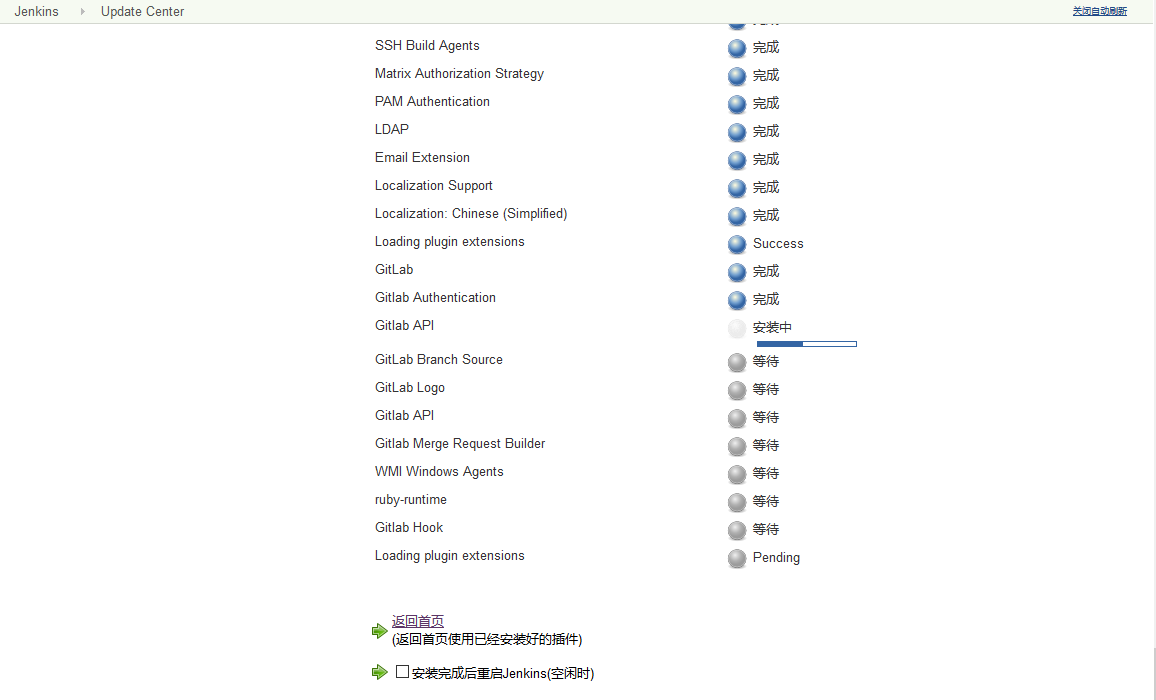 Jenkins Update Center 关闭自动刷新
SSH Build Agents 完成
Matrix Authorization Strategy 完成
PAM Authentication 完成
LDAP 完成
Email Extension 完成
Localization Support 完成
Localization: Chinese (Simplified) 完成
Loading plugin extensions Success
GitLab 完成
Gitlab Authentication 完成
Gitlab API 安装中
GitLab Branch Source 等待
GitLab Logo 等待
Gitlab API 等待
Gitlab Merge Request Builder 等待
WMI Windows Agents 等待
ruby-runtime 等待
Gitlab Hook 等待
Loading plugin extensions Pending
返回首页
(返回首页使用已经安装好的插件)
安装完成后重启Jenkins(空闲时)